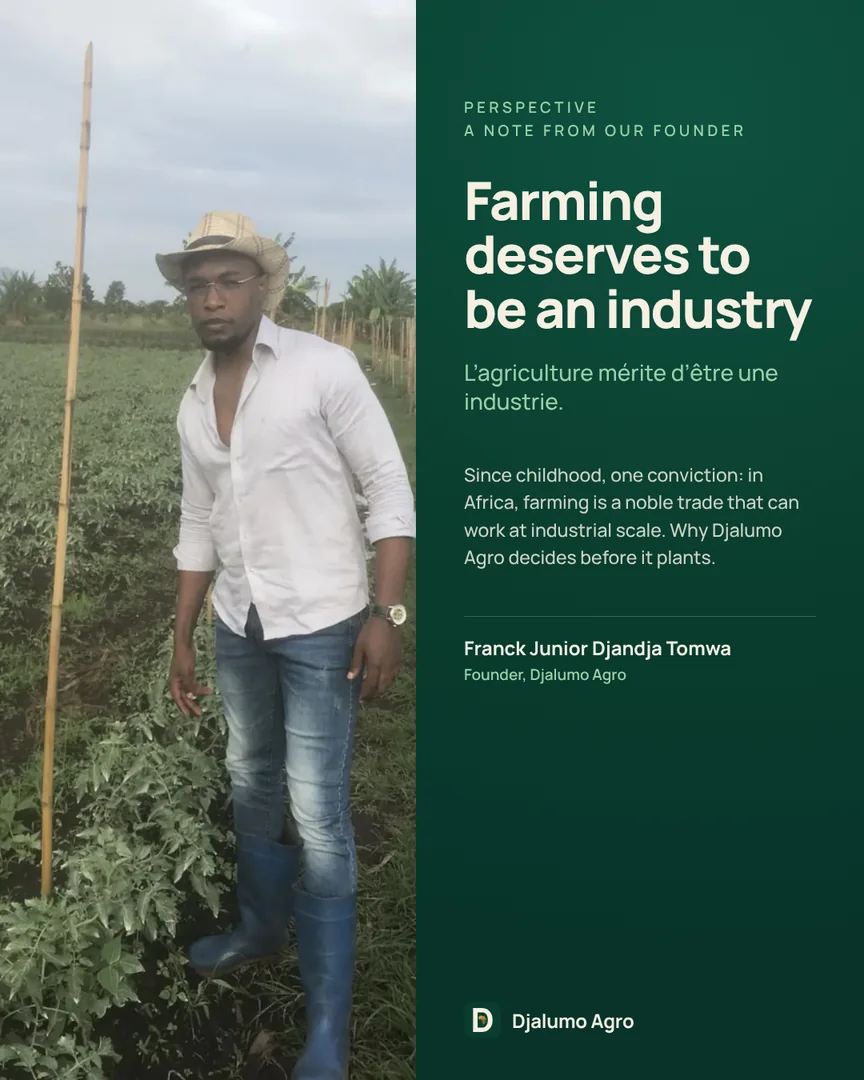 PERSPECTIVE
A NOTE FROM OUR FOUNDER
Farming
deserves to
be an industry
L’agriculture mérite d’être une
industrie.
Since childhood, one conviction: in
Africa, farming is a noble trade that can
work at industrial scale. Why Djalumo
Agro decides before it plants.
Franck Junior Djandja Tomwa
Founder, Djalumo Agro
D Djalumo Agro